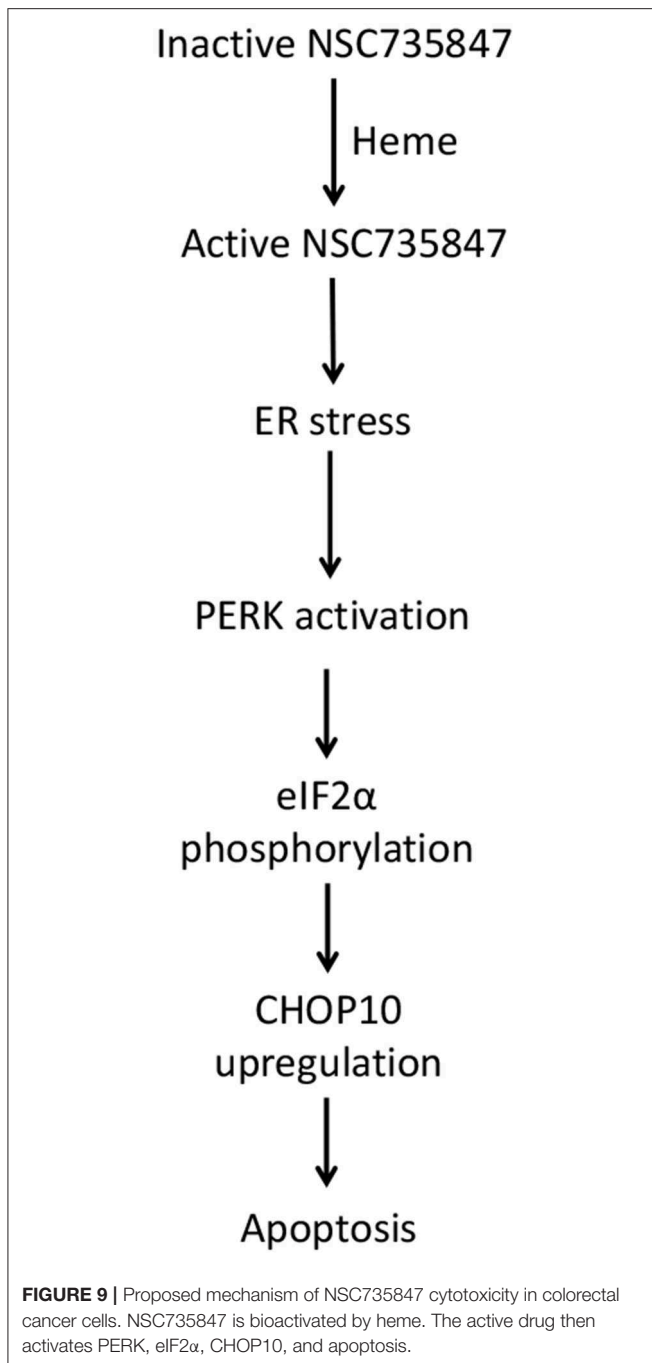 Inactive NSC735847
Heme
Active NSC735847
ER stress
PERK activation
eIF2α
phosphorylation
CHOP10
upregulation
Apoptosis
FIGURE 9 | Proposed mechanism of NSC735847 cytotoxicity in colorectal
cancer cells. NSC735847 is bioactivated by heme. The active drug then
activates PERK, eIF2α, CHOP10, and apoptosis.